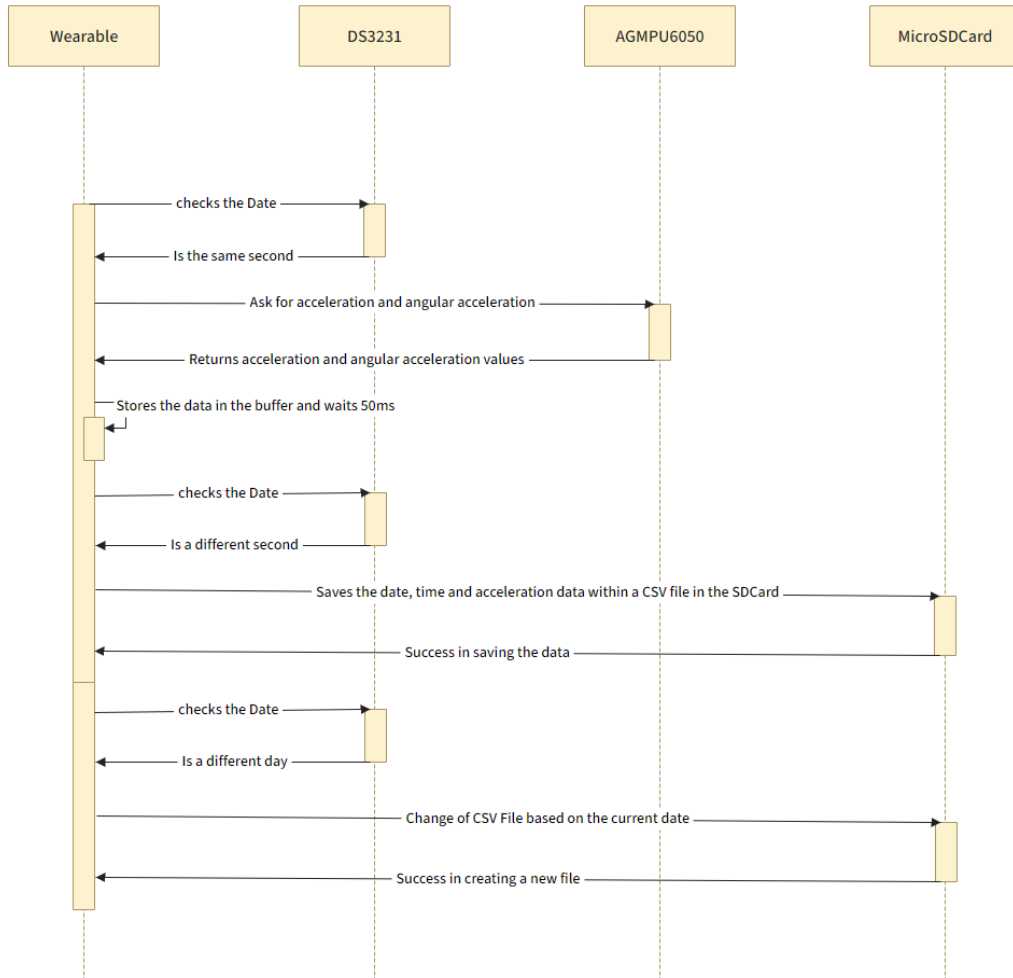 Wearable
DS3231
AGMPU6050
MicroSDCard
checks the Date
Is the same second
Ask for acceleration and angular acceleration
Returns acceleration and angular acceleration values
Stores the data in the buffer and waits 50ms
checks the Date
Is a different second
Saves the date, time and acceleration data within a CSV file in the SDCard
Success in saving the data
checks the Date
Is a different day
Change of CSV File based on the current date
Success in creating a new file